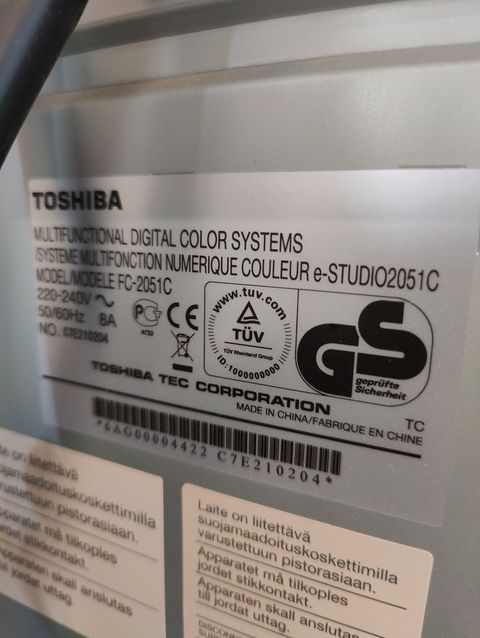 TOSHIBA
MULTIFUNCTIONAL DIGITAL COLOR SYSTEMS
/SYSTEME MULTIFONCTION NUMERIQUE COULEUR e-STUDIO2051C
MODEL/MODELE FC-2051C
220-240V ~
50/60Hz 8A
NO. C7E210204
AT33
www.tuv.com
TÜV
TÜV Rheinland Group
ID:1000000000
GS
geprüfte
Sicherheit
TOSHIBA TEC CORPORATION
TC
MADE IN CHINA/FABRIQUE EN CHINE
*6AG00004422 C7E210204*
on liitettävä
suojamaadoituskoskettimilla
varustettuun pistorasiaan.
Apparatet må tilkoples
jordet stikkontakt.
Apparaten skall anslutas
till jordat uttag.
Laite on liitettävä
suojamaadoituskoskettimilla
varustettuun pistorasiaan.
Apparatet må tilkoples
jordet stikkontakt.
Apparaten skall anslutas
till jordat uttag.